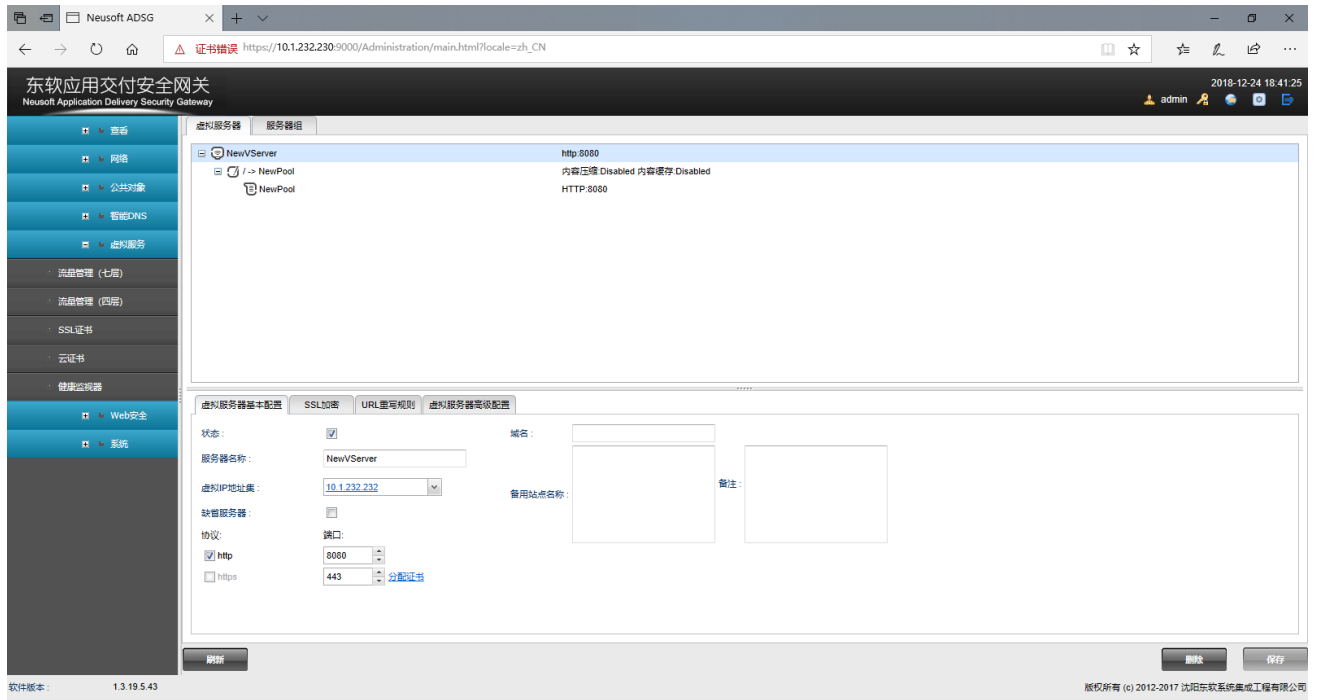 Neusoft ADSG
证书错误 https://10.1.232.230:9000/Administration/main.html?locale=zh_CN
东软应用交付安全网关
Neusoft Application Delivery Security Gateway
2018-12-24 18:41:25
admin
查看
网络
公共对象
智能DNS
虚拟服务
流量管理 (七层)
流量管理 (四层)
SSL证书
云证书
健康监视器
Web安全
系统
虚拟服务器 服务器组
NewVServer http:8080
/ -> NewPool 内容压缩:Disabled 内容缓存:Disabled
NewPool HTTP:8080
虚拟服务器基本配置 SSL加密 URL重写规则 虚拟服务器高级配置
状态 : 域名 :
服务器名称 : NewVServer
虚拟IP地址集 : 10.1.232.232 备用站点名称 : 备注 :
缺省服务器 :
协议: 端口:
http 8080
https 443 分配证书
刷新 删除 保存
软件版本 : 1.3.19.5.43 版权所有 (c) 2012-2017 沈阳东软系统集成工程有限公司